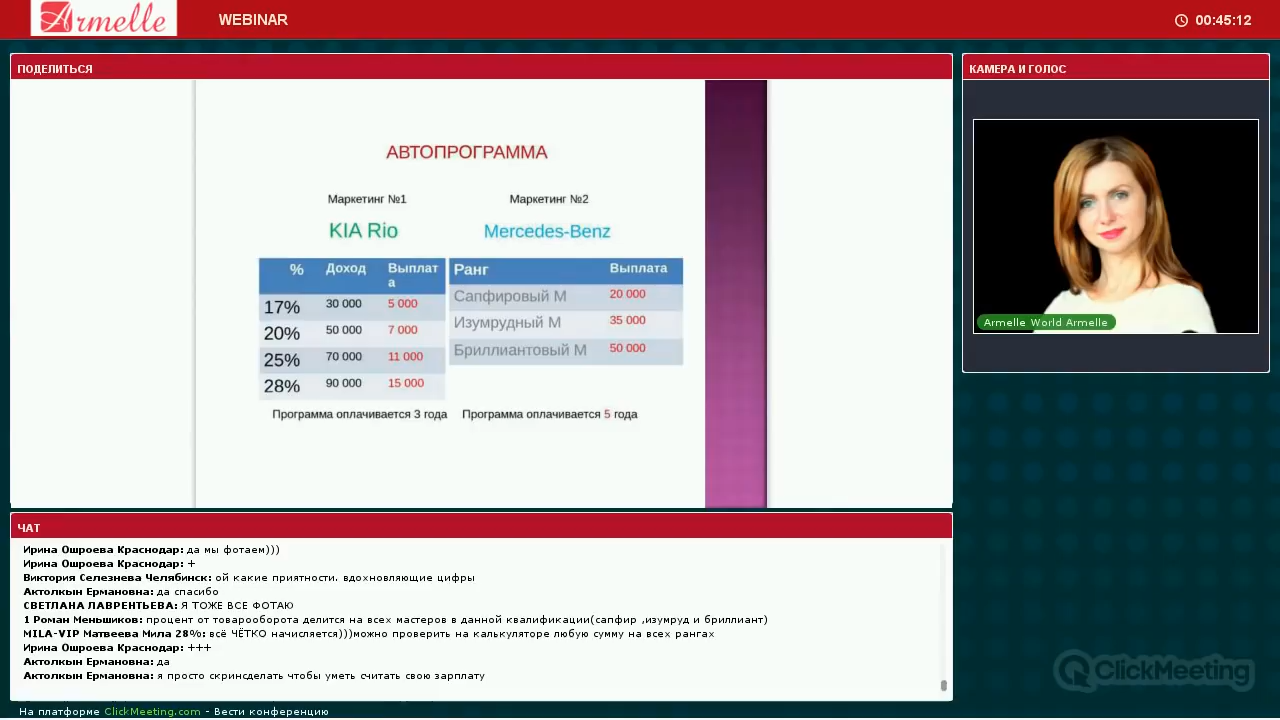 Armelle
WEBINAR
00:45:12
ПОДЕЛИТЬСЯ
АВТОПРОГРАММА
Маркетинг №1
Маркетинг №2
KIA Rio
Mercedes-Benz
% Доход Выплат
а
17% 30 000 5 000
20% 50 000 7 000
25% 70 000 11 000
28% 90 000 15 000
Ранг Выплата
Сапфировый М 20 000
Изумрудный М 35 000
Бриллиантовый М 50 000
Программа оплачивается 3 года
Программа оплачивается 5 года
КАМЕРА И ГОЛОС
Armelle World Armelle
ЧАТ
Ирина Ошроева Краснодар: да мы фотаем)))
Ирина Ошроева Краснодар: +
Виктория Селезнева Челябинск: ой какие приятности. вдохновляющие цифры
Актолкын Ермановна: да спасибо
СВЕТЛАНА ЛАВРЕНТЬЕВА: Я ТОЖЕ ВСЕ ФОТАЮ
1 Роман Меньшиков: процент от товарооборота делится на всех мастеров в данной квалификации(сапфир ,изумруд и бриллиант)
MILA-VIP Матвеева Мила 28%: всё ЧЁТКО начисляется)))можно проверить на калькуляторе любую сумму на всех рангах
Ирина Ошроева Краснодар: +++
Актолкын Ермановна: да
Актолкын Ермановна: я просто скринсделать чтобы уметь считать свою зарплату
ClickMeeting
На платформе ClickMeeting.com - Вести конференцию